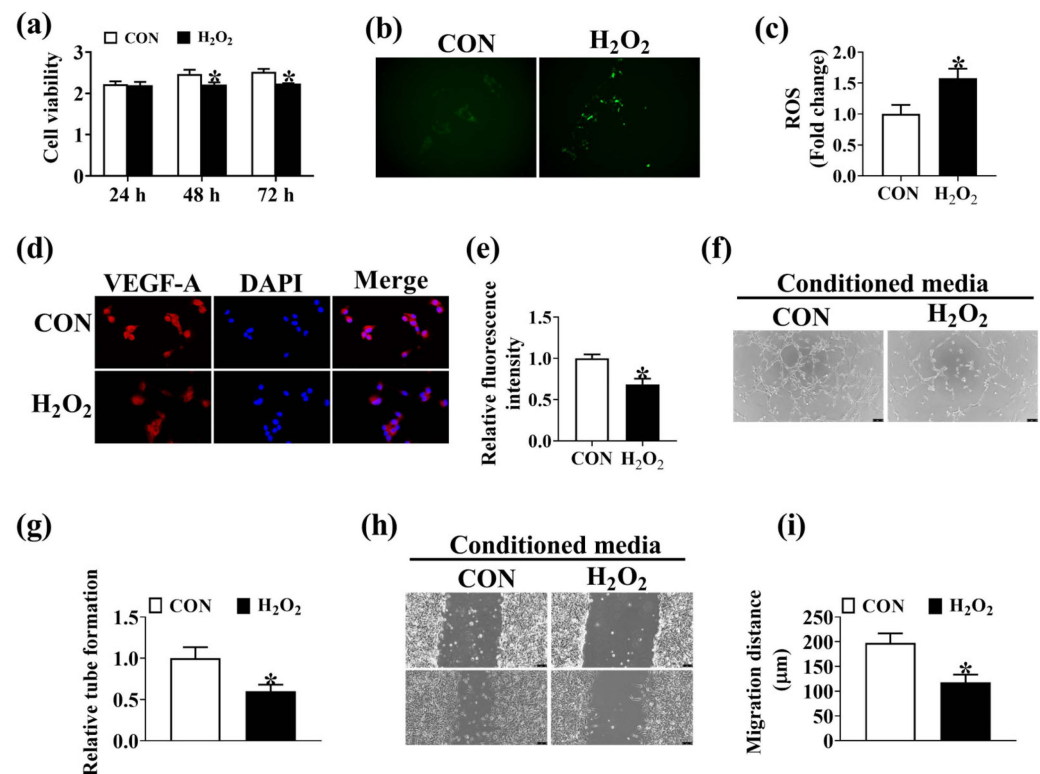 (a)
CON H₂O₂
Cell viability
3
2
1
0
24 h 48 h 72 h
* *
(b)
CON H₂O₂
(c)
ROS
(Fold change)
2.0
1.5
1.0
0.5
0.0
*
CON H₂O₂
(d)
VEGF-A DAPI Merge
CON
H₂O₂
(e)
Relative fluorescence
intensity
1.5
1.0
0.5
0.0
*
CON H₂O₂
(f)
Conditioned media
CON H₂O₂
(g)
CON H₂O₂
Relative tube formation
1.5
1.0
0.5
0.0
*
(h)
Conditioned media
CON H₂O₂
(i)
CON H₂O₂
Migration distance
(μm)
250
200
150
100
50
0
*